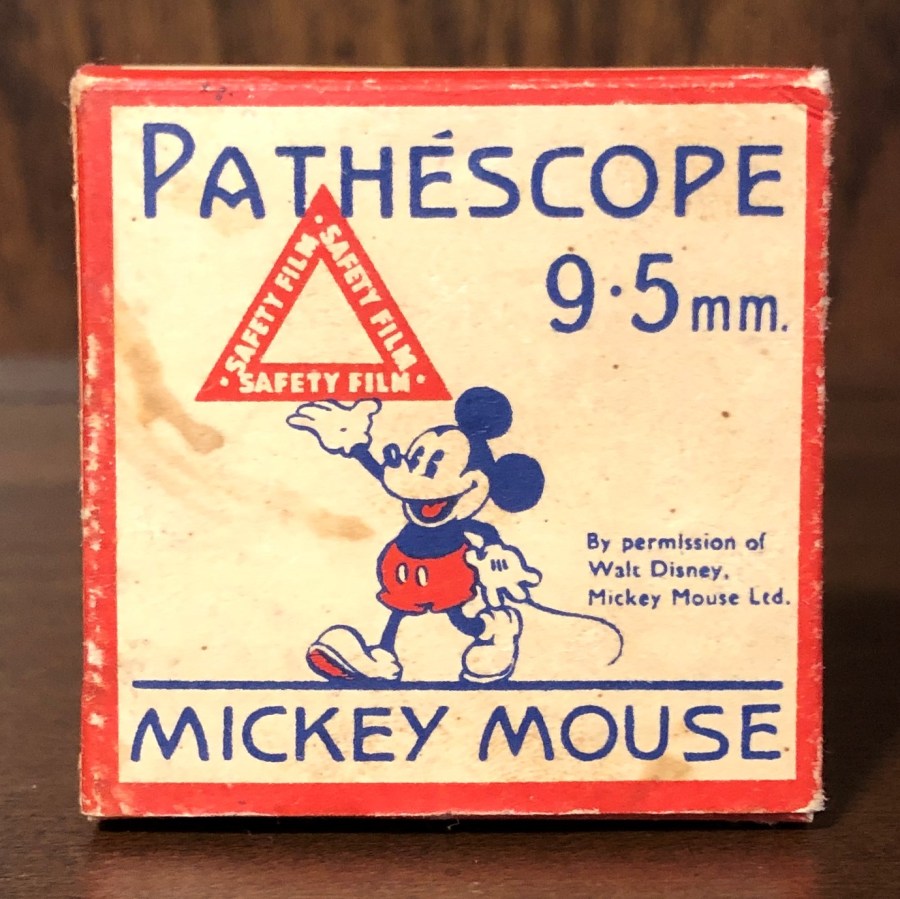 PATHÉSCOPE
9·5mm.
·SAFETY FILM
SAFETY FILM
·SAFETY FILM·
By permission of
Walt Disney,
Mickey Mouse Ltd.
MICKEY MOUSE